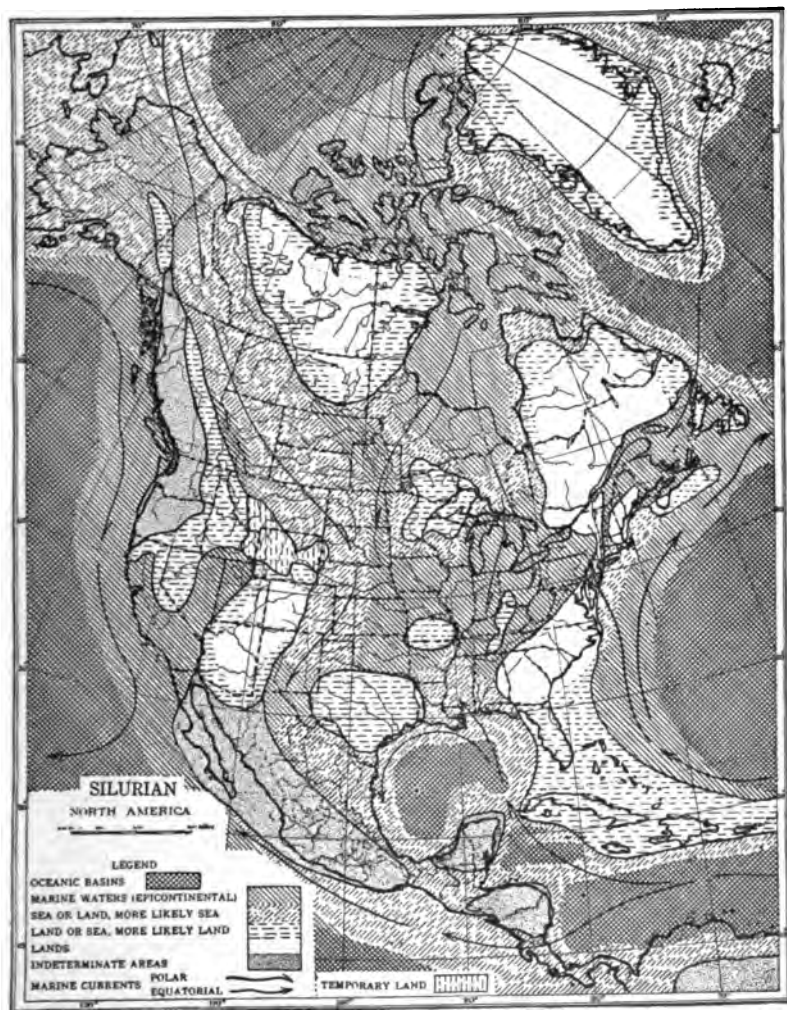 SILURIAN
NORTH AMERICA
LEGEND
OCEANIC BASINS
MARINE WATERS (EPICONTINENTAL)
SEA OR LAND, MORE LIKELY SEA
LAND OR SEA, MORE LIKELY LAND
LANDS
INDETERMINATE AREAS
MARINE CURRENTS POLAR
EQUATORIAL
TEMPORARY LAND